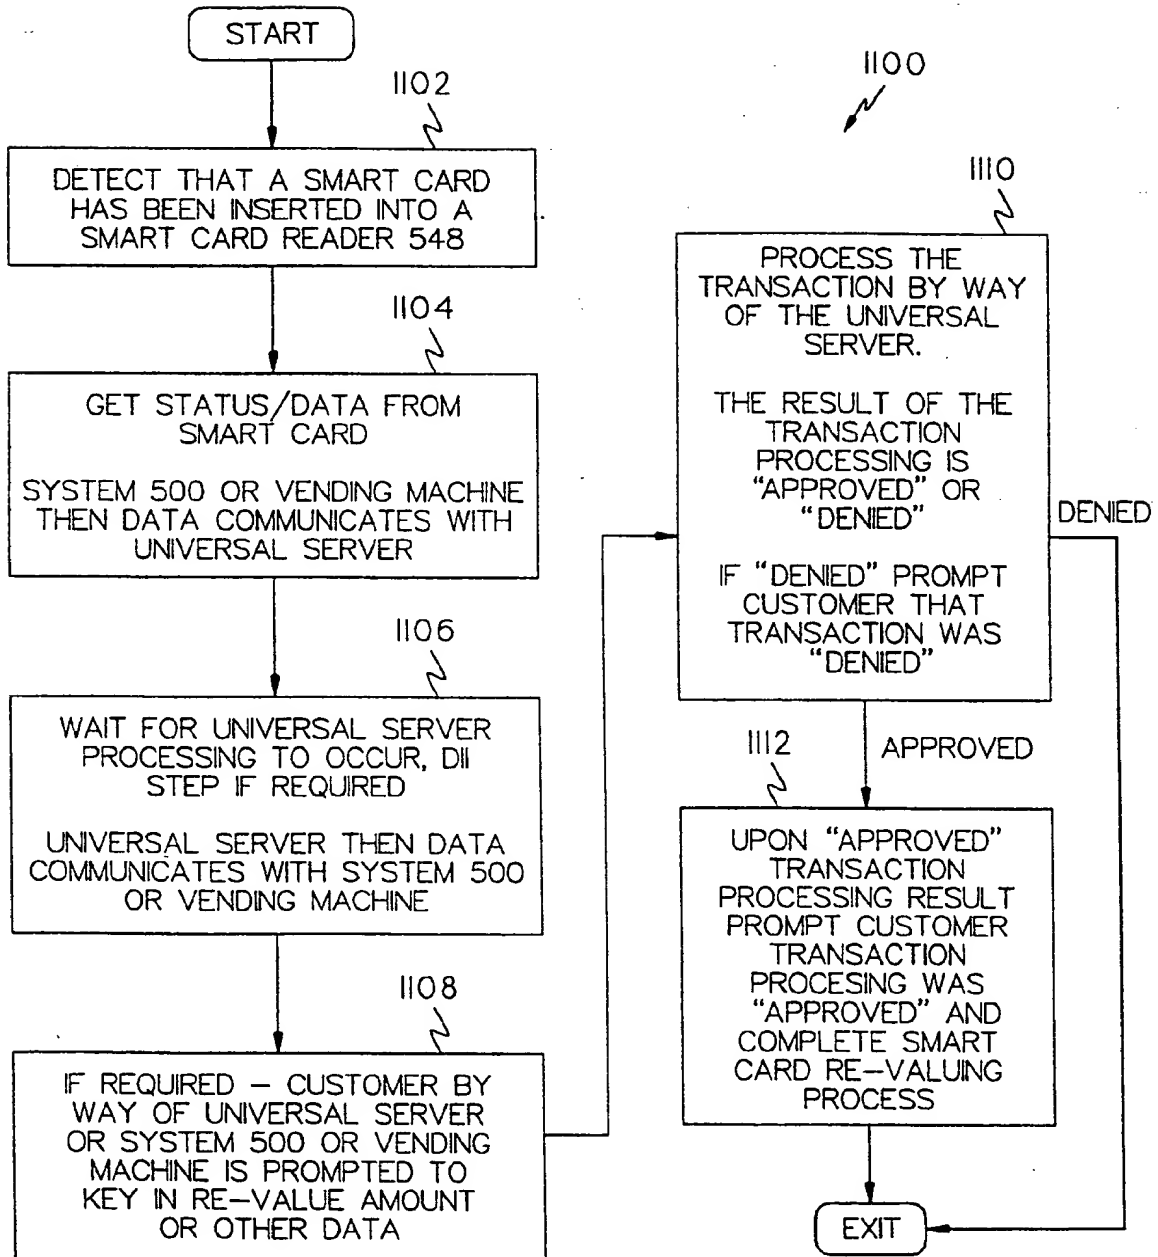 START
1102
DETECT THAT A SMART CARD
HAS BEEN INSERTED INTO A
SMART CARD READER 548
1104
GET STATUS/DATA FROM
SMART CARD
SYSTEM 500 OR VENDING MACHINE
THEN DATA COMMUNICATES WITH
UNIVERSAL SERVER
1106
WAIT FOR UNIVERSAL SERVER
PROCESSING TO OCCUR, DII
STEP IF REQUIRED
UNIVERSAL SERVER THEN DATA
COMMUNICATES WITH SYSTEM 500
OR VENDING MACHINE
1108
IF REQUIRED – CUSTOMER BY
WAY OF UNIVERSAL SERVER
OR SYSTEM 500 OR VENDING
MACHINE IS PROMPTED TO
KEY IN RE–VALUE AMOUNT
OR OTHER DATA
1100
1110
PROCESS THE
TRANSACTION BY WAY
OF THE UNIVERSAL
SERVER.
THE RESULT OF THE
TRANSACTION
PROCESSING IS
"APPROVED" OR
"DENIED"
IF "DENIED" PROMPT
CUSTOMER THAT
TRANSACTION WAS
"DENIED"
DENIED
APPROVED
1112
UPON "APPROVED"
TRANSACTION
PROCESSING RESULT
PROMPT CUSTOMER
TRANSACTION
PROCESING WAS
"APPROVED" AND
COMPLETE SMART
CARD RE–VALUING
PROCESS
EXIT